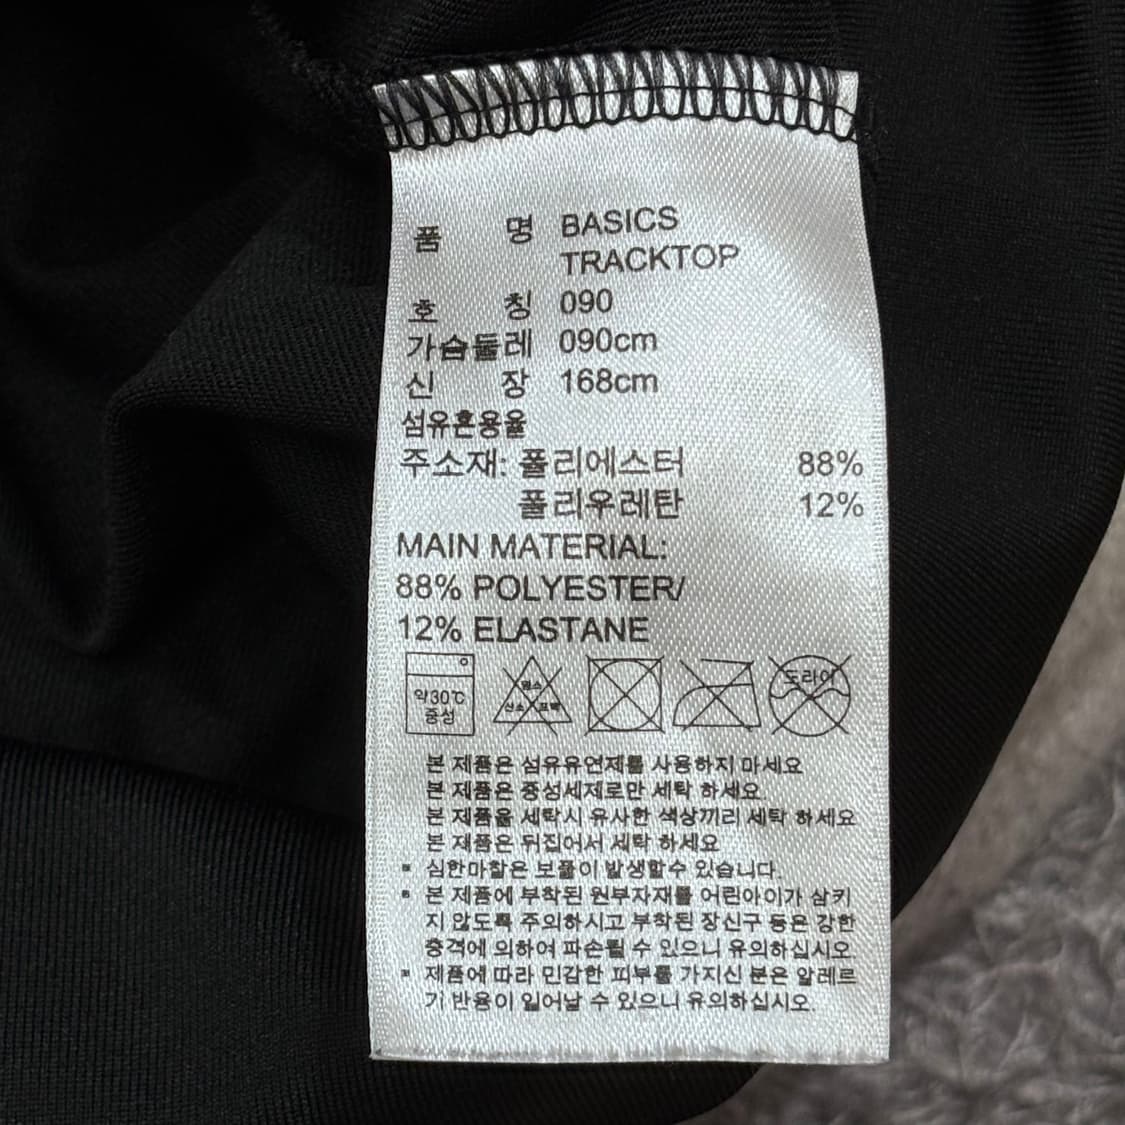 품 명 BASICS
TRACKTOP
호 칭 090
가슴둘레 090cm
신 장 168cm
섬유혼용율
주소재: 폴리에스터 88%
폴리우레탄 12%
MAIN MATERIAL:
88% POLYESTER/
12% ELASTANE
약30℃
중성
염소
산소 표백
드라이
본 제품은 섬유유연제를 사용하지 마세요
본 제품은 중성세제로만 세탁 하세요
본 제품을 세탁시 유사한 색상끼리 세탁 하세요
본 제품은 뒤집어서 세탁 하세요
* 심한마찰은 보풀이 발생할수 있습니다.
* 본 제품에 부착된 원부자재를 어린아이가 삼키
지 않도록 주의하시고 부착된 장신구 등은 강한
충격에 의하여 파손될 수 있으니 유의하십시오
* 제품에 따라 민감한 피부를 가지신 분은 알레르
기 반응이 일어날 수 있으니 유의하십시오.